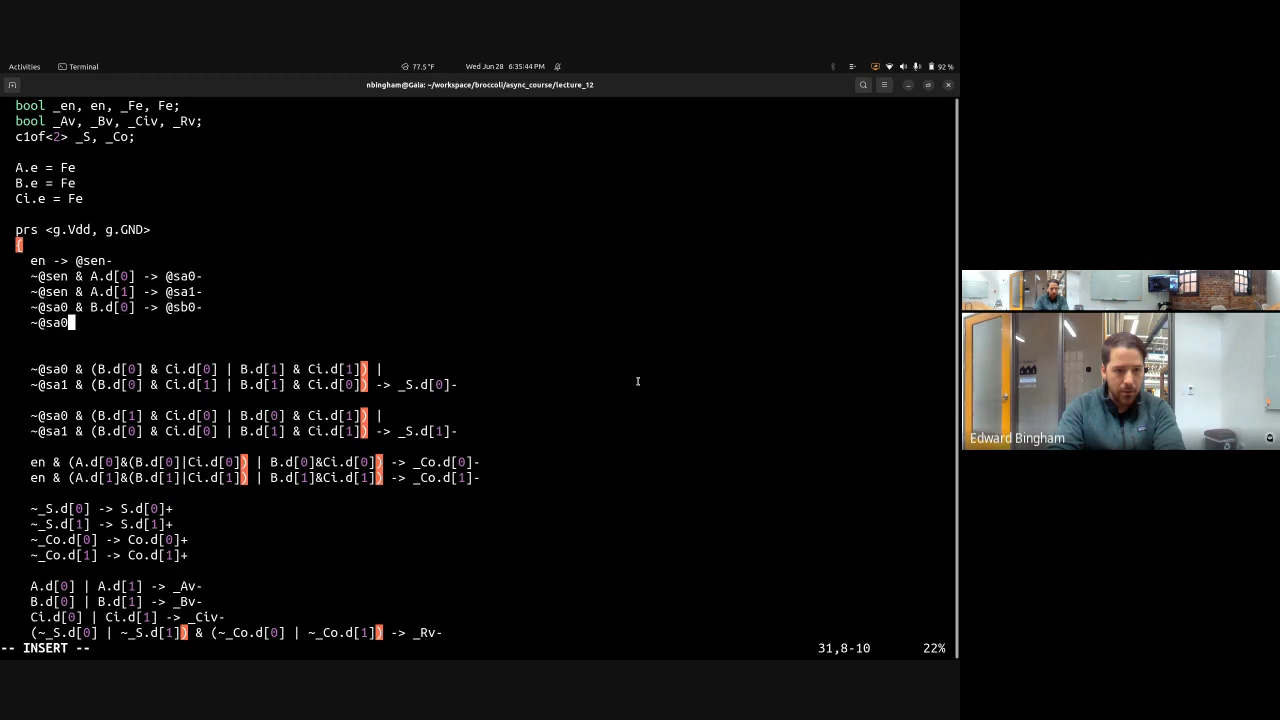 Activities
Terminal
77.5°F
Wed Jun 28 6:35:44 PM
92 %
nbingham@Gaia: ~/workspace/broccoli/async_course/lecture_12
bool _en, en, _Fe, Fe;
bool _Av, _Bv, _Civ, _Rv;
c1of<2> _S, _Co;
A.e = Fe
B.e = Fe
Ci.e = Fe
prs <g.Vdd, g.GND>
{
en -> @sen-
~@sen & A.d[0] -> @sa0-
~@sen & A.d[1] -> @sa1-
~@sa0 & B.d[0] -> @sb0-
~@sa0
~@sa0 & (B.d[0] & Ci.d[0] | B.d[1] & Ci.d[1]) |
~@sa1 & (B.d[0] & Ci.d[1] | B.d[1] & Ci.d[0]) -> _S.d[0]-
~@sa0 & (B.d[1] & Ci.d[0] | B.d[0] & Ci.d[1]) |
~@sa1 & (B.d[0] & Ci.d[0] | B.d[1] & Ci.d[1]) -> _S.d[1]-
en & (A.d[0]&(B.d[0]|Ci.d[0]) | B.d[0]&Ci.d[0]) -> _Co.d[0]-
en & (A.d[1]&(B.d[1]|Ci.d[1]) | B.d[1]&Ci.d[1]) -> _Co.d[1]-
~_S.d[0] -> S.d[0]+
~_S.d[1] -> S.d[1]+
~_Co.d[0] -> Co.d[0]+
~_Co.d[1] -> Co.d[1]+
A.d[0] | A.d[1] -> _Av-
B.d[0] | B.d[1] -> _Bv-
Ci.d[0] | Ci.d[1] -> _Civ-
(~_S.d[0] | ~_S.d[1]) & (~_Co.d[0] | ~_Co.d[1]) -> _Rv-
-- INSERT --
31,8-10
22%
Edward Bingham